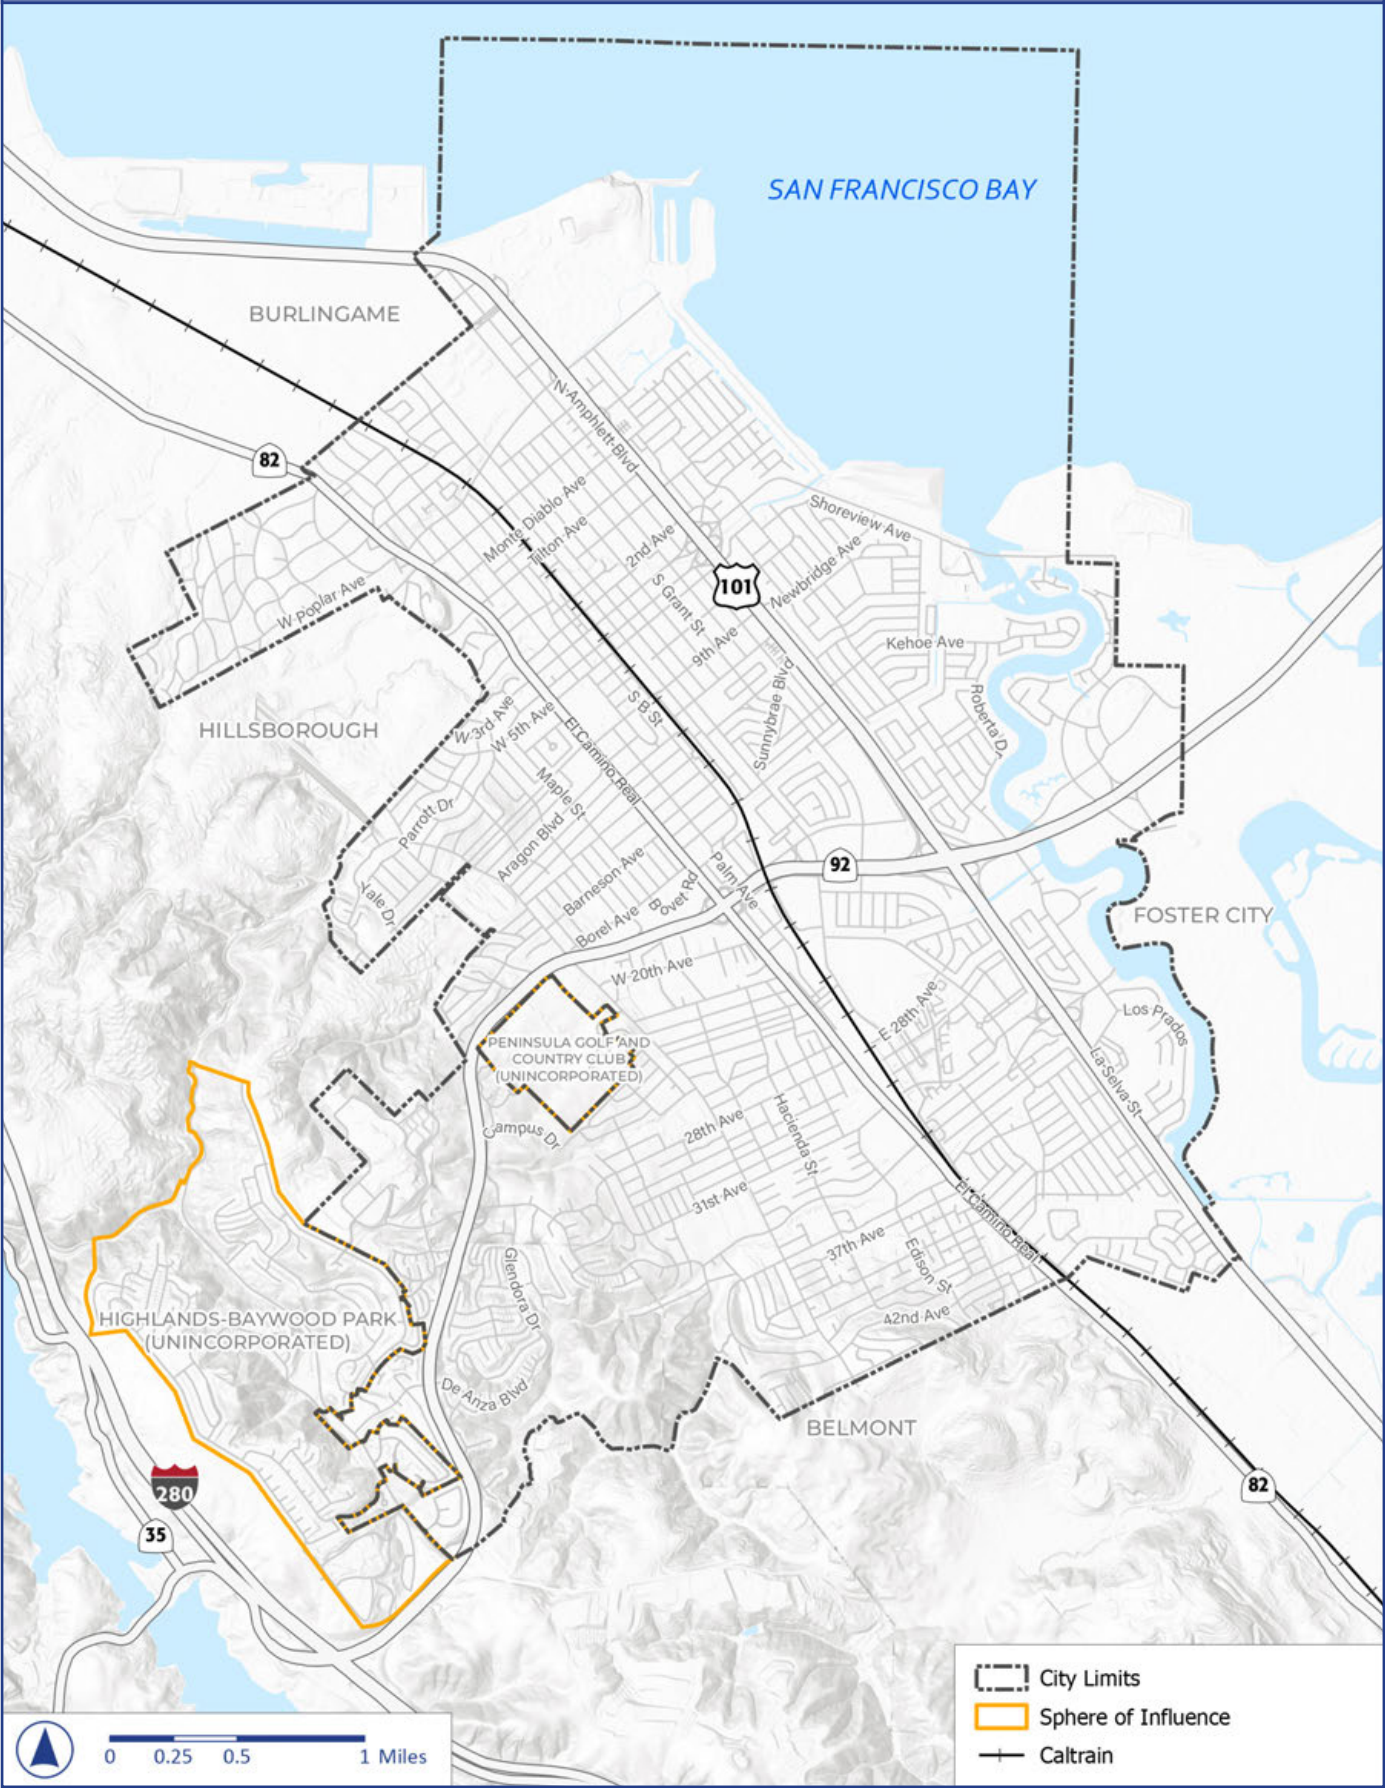 SAN FRANCISCO BAY
BURLINGAME
N Amphlett Blvd
82
Monte Diablo Ave
Tilton Ave
2nd Ave
Shoreview Ave
Newbridge Ave
101
S Grant St
W Poplar Ave
9th Ave
Kehoe Ave
Sunnybrae Blvd
Roberta Dr
HILLSBOROUGH
W 3rd Ave
W 5th Ave
S B St
El Camino Real
Maple St
Parrott Dr
Aragon Blvd
Barneson Ave
Bovet Rd
Palm Ave
92
Yale Dr
Borel Ave
FOSTER CITY
W 20th Ave
E 28th Ave
Los Prados
PENINSULA GOLF AND
COUNTRY CLUB
(UNINCORPORATED)
La Selva St
Campus Dr
28th Ave
Hacienda St
31st Ave
El Camino Real
37th Ave
Edison St
Glendora Dr
42nd Ave
HIGHLANDS-BAYWOOD PARK
(UNINCORPORATED)
De Anza Blvd
BELMONT
280
82
35
City Limits
Sphere of Influence
Caltrain
0 0.25 0.5 1 Miles